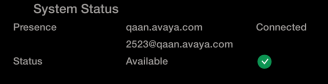 System Status
Presence qaan.avaya.com Connected
2523@qaan.avaya.com
Status Available